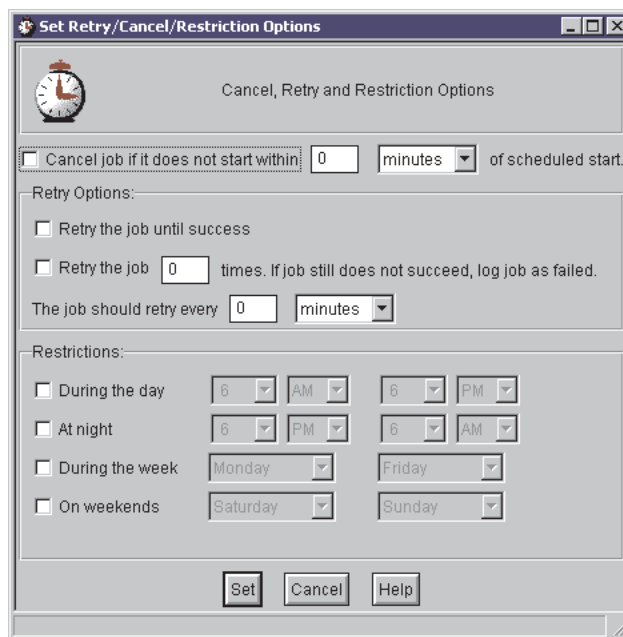 Set Retry/Cancel/Restriction Options
Cancel, Retry and Restriction Options
Cancel job if it does not start within 0 minutes of scheduled start.
Retry Options:
Retry the job until success
Retry the job 0 times. If job still does not succeed, log job as failed.
The job should retry every 0 minutes
Restrictions:
During the day 6 AM 6 PM
At night 6 PM 6 AM
During the week Monday Friday
On weekends Saturday Sunday
Set Cancel Help